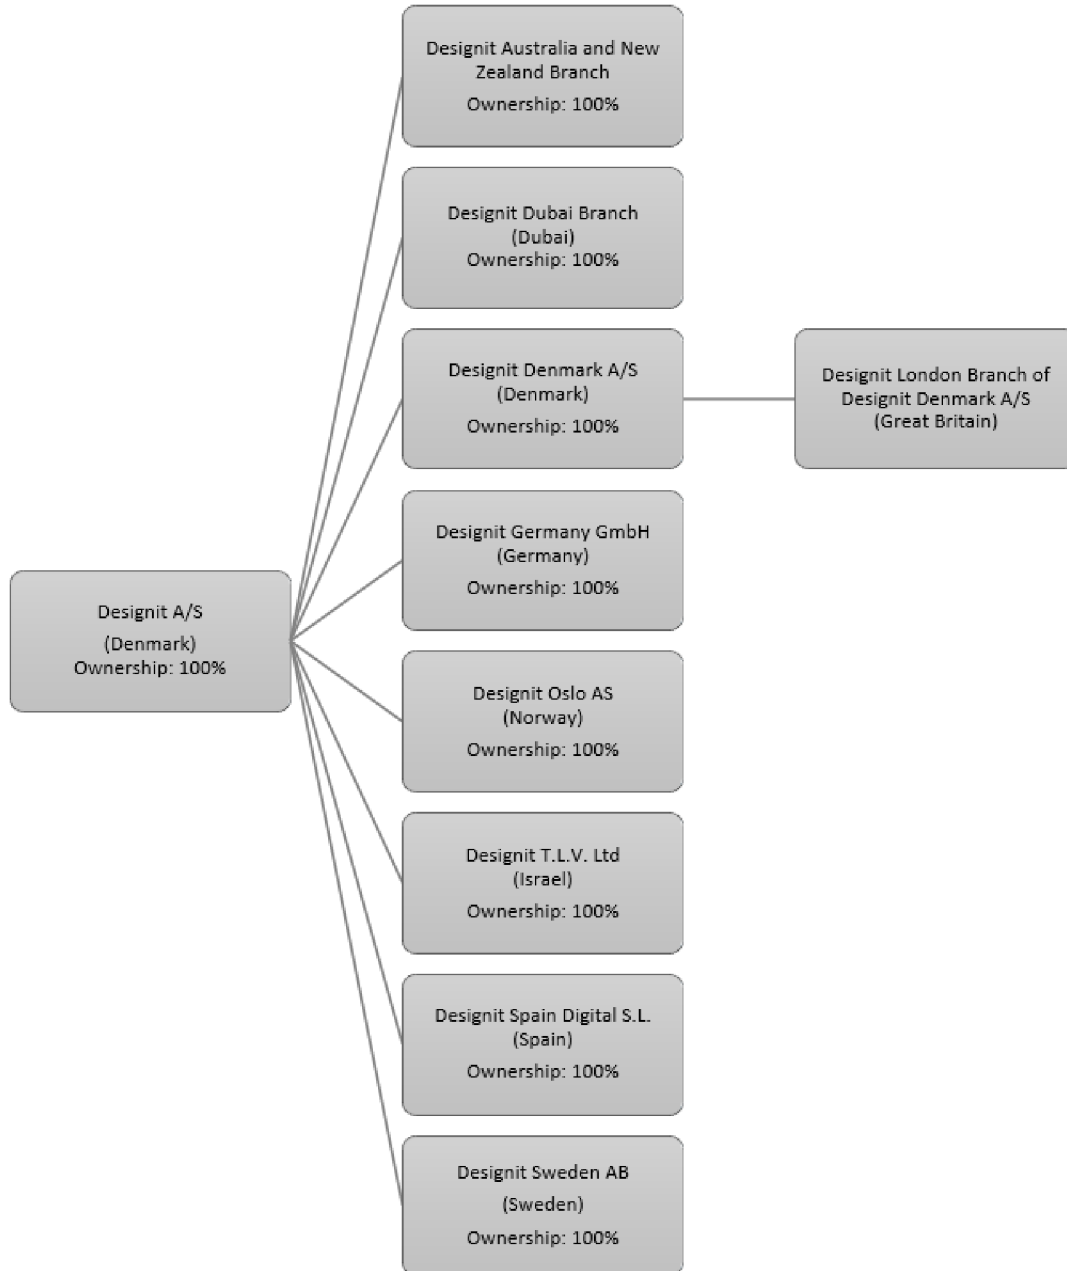 Designit Australia and New
Zealand Branch
Ownership: 100%
Designit Dubai Branch
(Dubai)
Ownership: 100%
Designit Denmark A/S
(Denmark)
Ownership: 100%
Designit London Branch of
Designit Denmark A/S
(Great Britain)
Designit Germany GmbH
(Germany)
Ownership: 100%
Designit A/S
(Denmark)
Ownership: 100%
Designit Oslo AS
(Norway)
Ownership: 100%
Designit T.L.V. Ltd
(Israel)
Ownership: 100%
Designit Spain Digital S.L.
(Spain)
Ownership: 100%
Designit Sweden AB
(Sweden)
Ownership: 100%